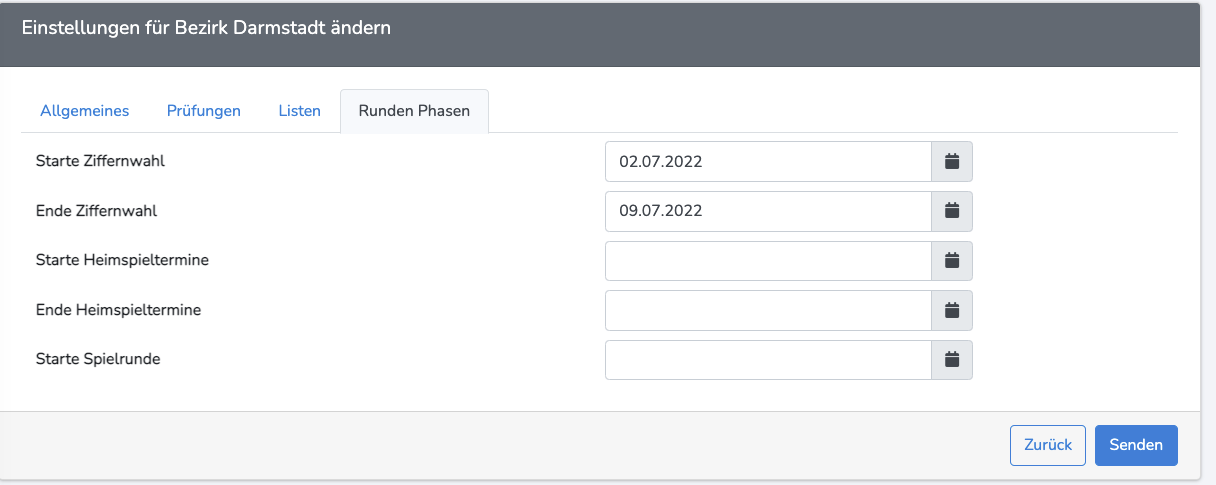 Einstellungen für Bezirk Darmstadt ändern
Allgemeines Prüfungen Listen Runden Phasen
Starte Ziffernwahl 02.07.2022
Ende Ziffernwahl 09.07.2022
Starte Heimspieltermine
Ende Heimspieltermine
Starte Spielrunde
Zurück Senden